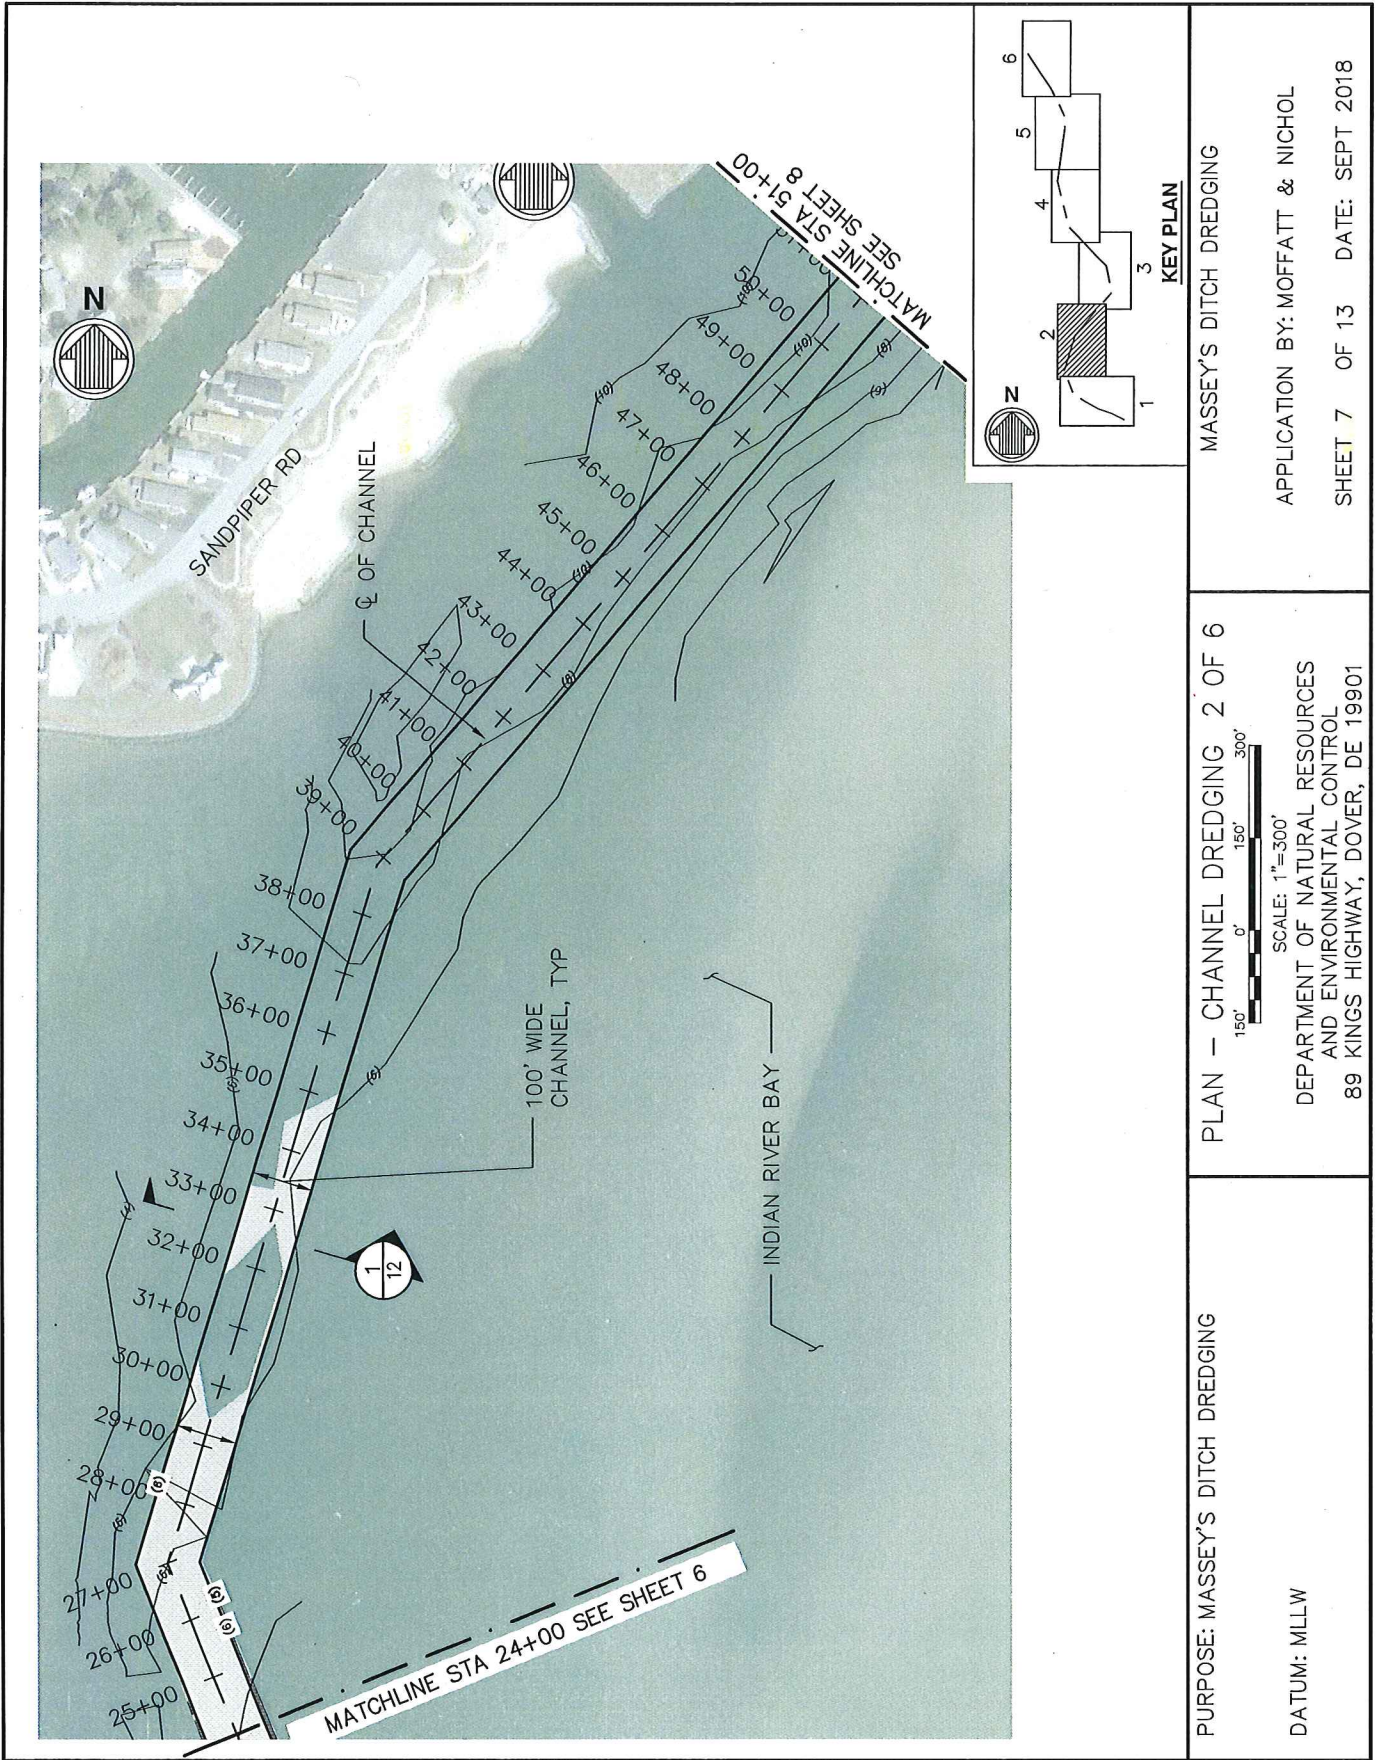 N
SANDPIPER RD
℄ OF CHANNEL
25+00
26+00
27+00
28+00
29+00
30+00
31+00
32+00
33+00
34+00
35+00
36+00
37+00
38+00
39+00
40+00
41+00
42+00
43+00
44+00
45+00
46+00
47+00
48+00
49+00
50+00
100' WIDE
CHANNEL, TYP
1
12
INDIAN RIVER BAY
MATCHLINE STA 24+00 SEE SHEET 6
MATCHLINE STA 51+00
SEE SHEET 8
N
1
2
3
4
5
6
KEY PLAN
PURPOSE: MASSEY'S DITCH DREDGING
DATUM: MLLW
PLAN – CHANNEL DREDGING 2 OF 6
150' 0' 150' 300'
SCALE: 1"=300'
DEPARTMENT OF NATURAL RESOURCES
AND ENVIRONMENTAL CONTROL
89 KINGS HIGHWAY, DOVER, DE 19901
MASSEY'S DITCH DREDGING
APPLICATION BY: MOFFATT & NICHOL
SHEET 7 OF 13 DATE: SEPT 2018